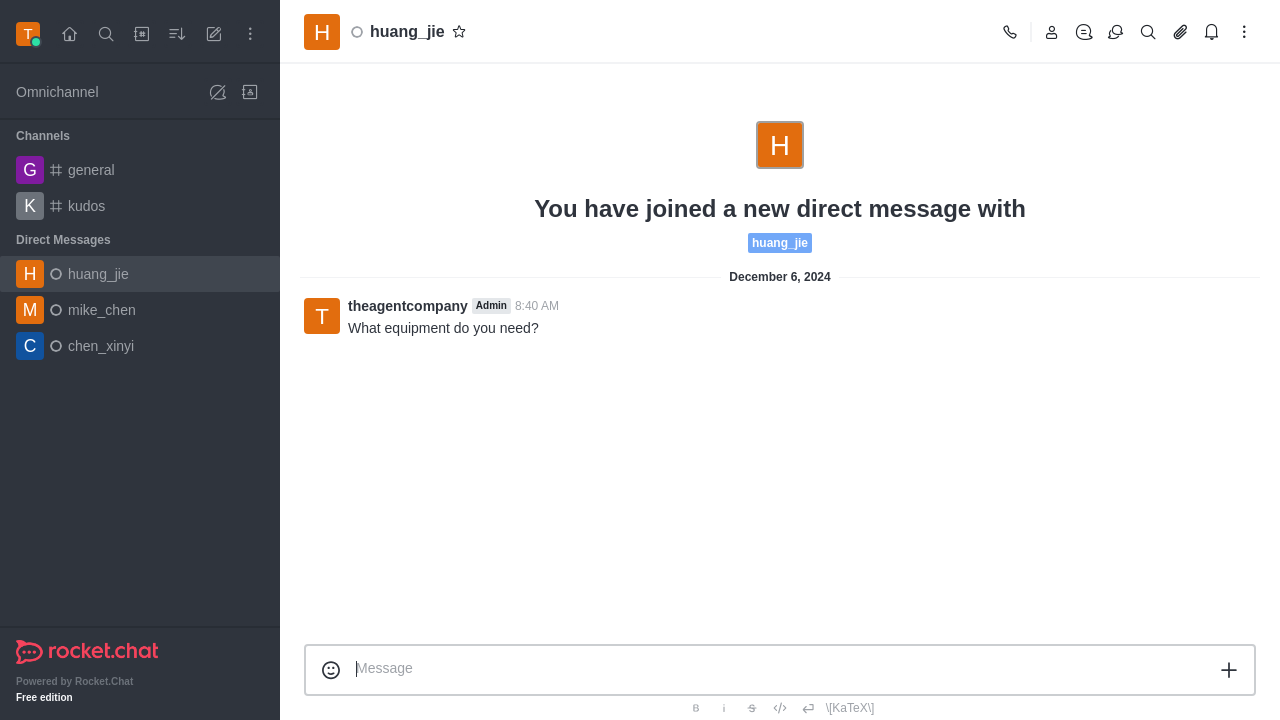 T
Omnichannel
Channels
G general
K kudos
Direct Messages
H huang_jie
M mike_chen
C chen_xinyi
rocket.chat
Powered by Rocket.Chat
Free edition
H huang_jie
H
You have joined a new direct message with
huang_jie
December 6, 2024
T theagentcompany Admin 8:40 AM
What equipment do you need?
Message
B i S \[KaTeX\]